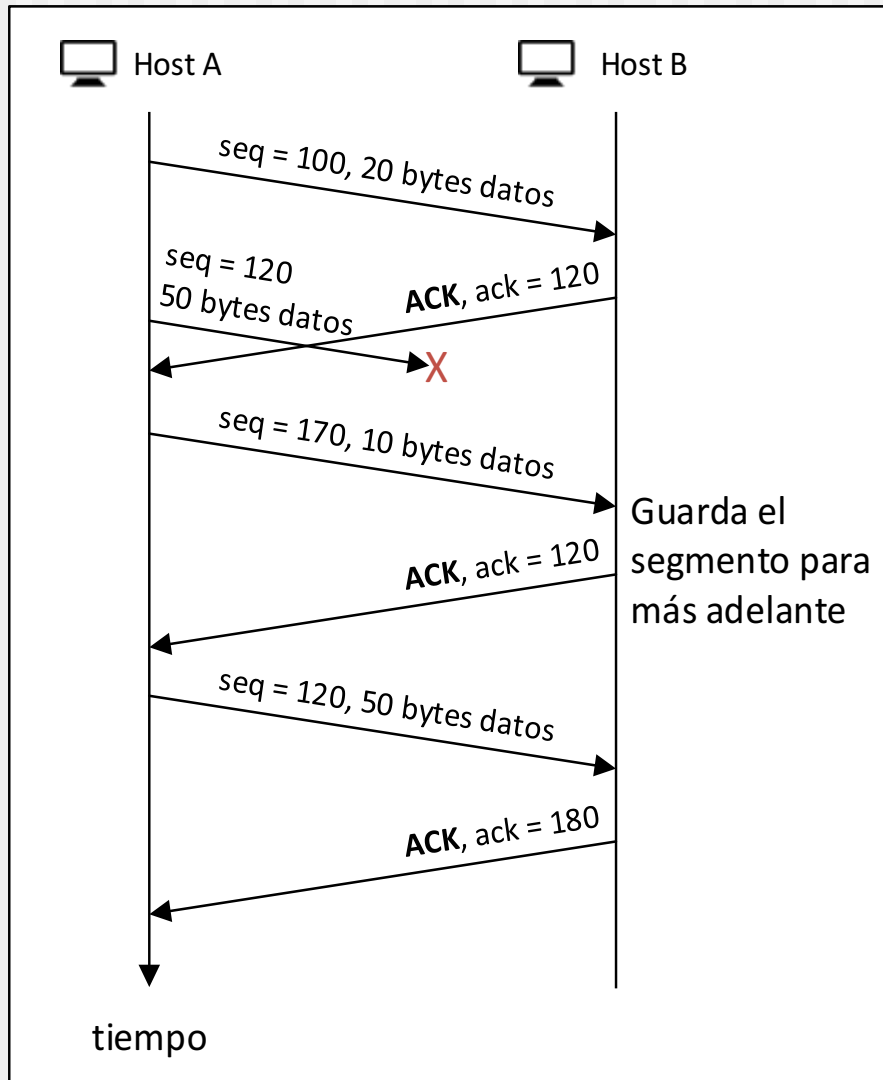 Host A
Host B
seq = 100, 20 bytes datos
seq = 120
50 bytes datos
ACK, ack = 120
X
seq = 170, 10 bytes datos
Guarda el
segmento para
más adelante
ACK, ack = 120
seq = 120, 50 bytes datos
ACK, ack = 180
tiempo